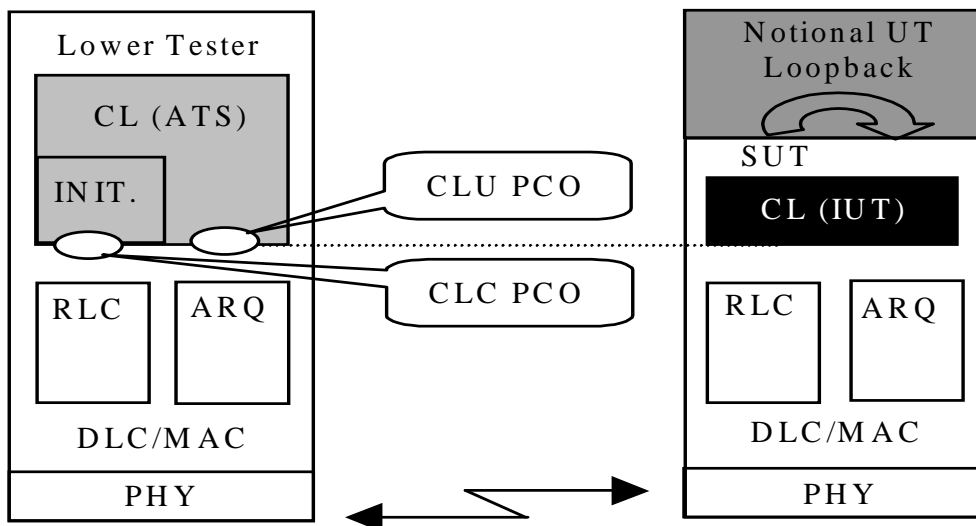 Lower Tester
CL (ATS)
INIT.
RLC
ARQ
DLC/MAC
PHY
CLU PCO
CLC PCO
Notional UT
Loopback
SUT
CL (IUT)
RLC
ARQ
DLC/MAC
PHY